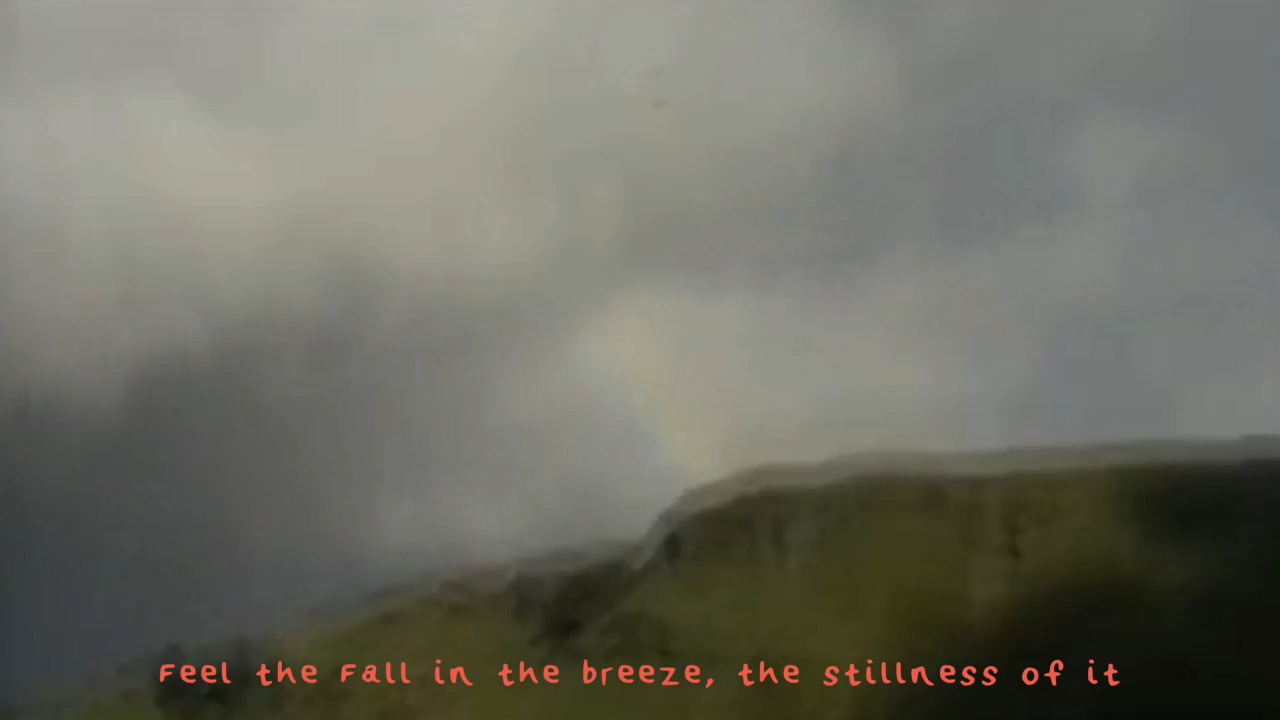 Feel the Fall in the breeze, the stillness of it